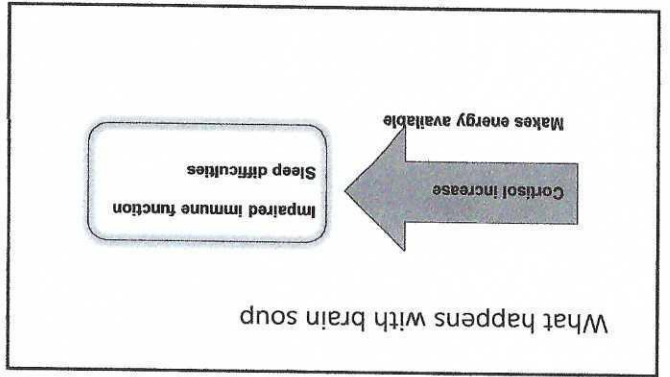 What happens with brain soup
Cortisol increase
Makes energy available
Impaired immune function
Sleep difficulties